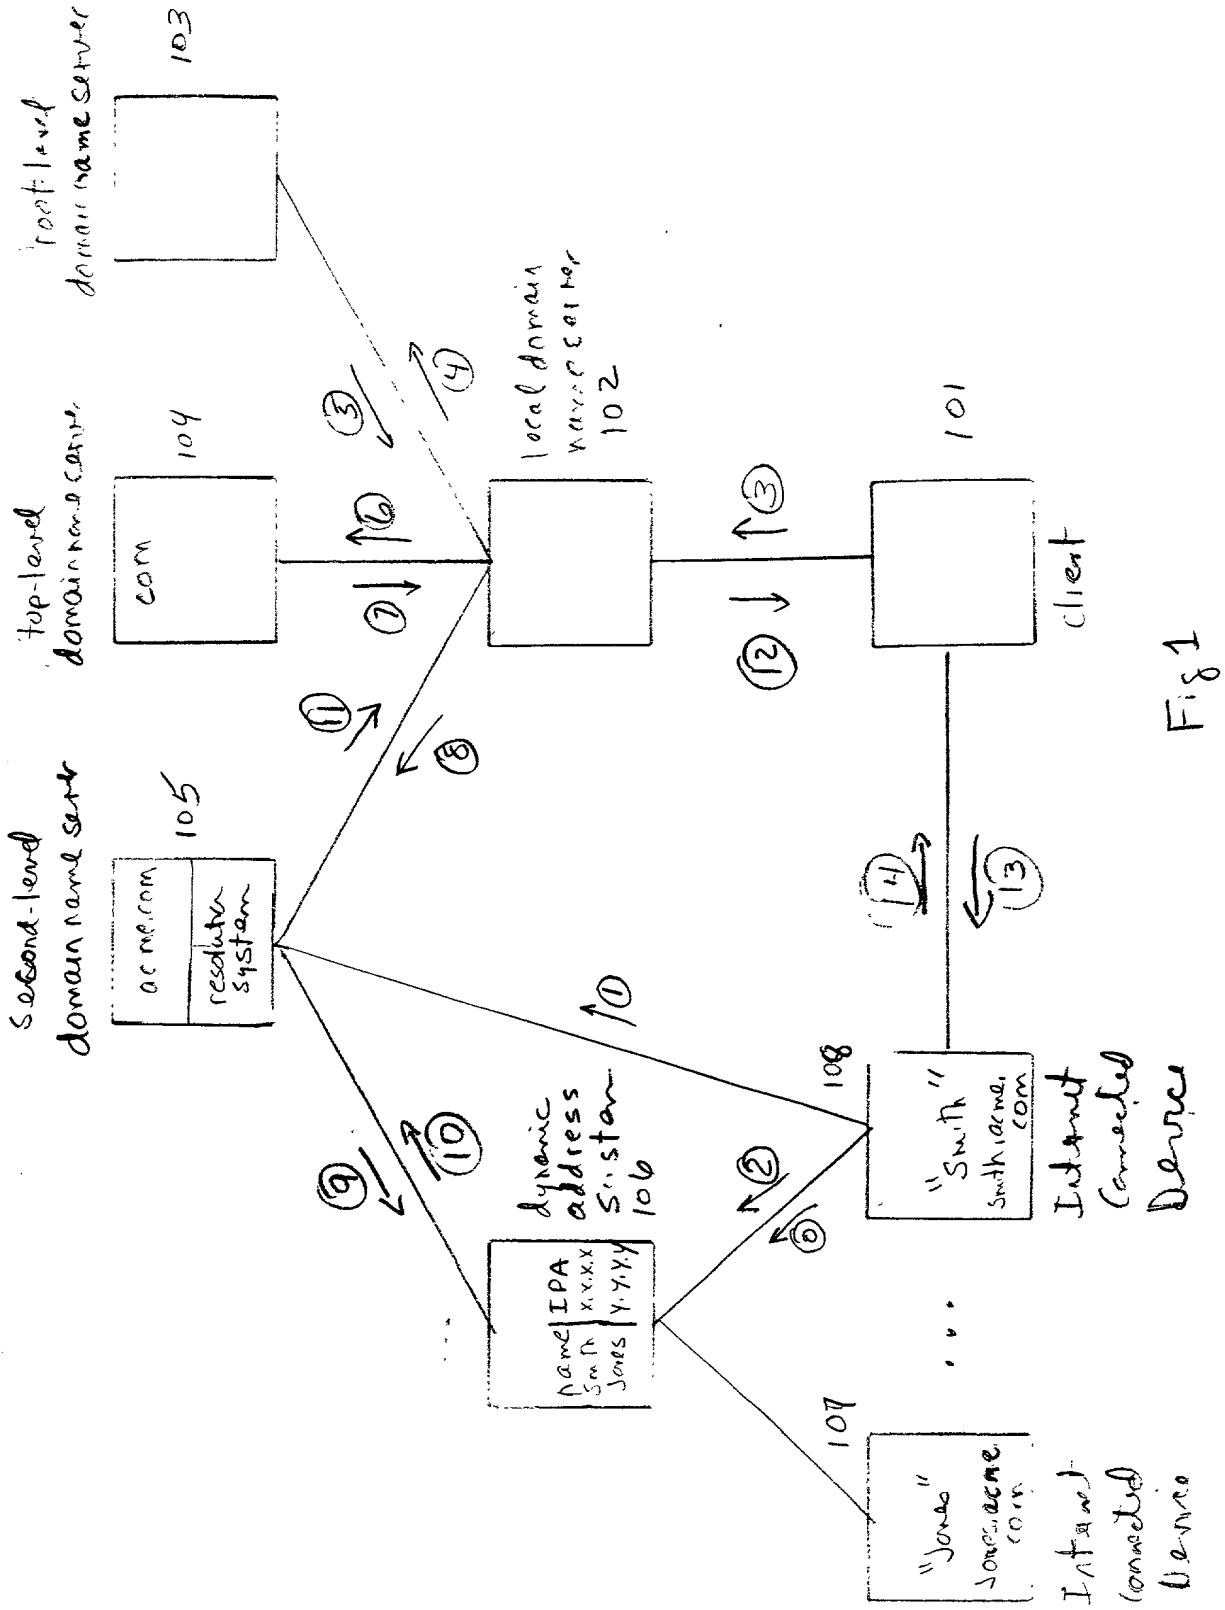 second-level
domain name server
105
acme.com
resolution
system
top-level
domain name server
104
com
root-level
domain name server
103
11
8
7
6
3
4
9
10
dynamic
address
system
106
name IPA
Smith x.x.x.x
Jones y.y.y.y
1
local domain
name server
102
2
0
12
3
107
"Jones"
Jones.acme.
com
Internet
Connected
Device
...
108
"Smith"
Smith.acme.
com
Internet
Connected
Device
14
13
101
client
Fig 1